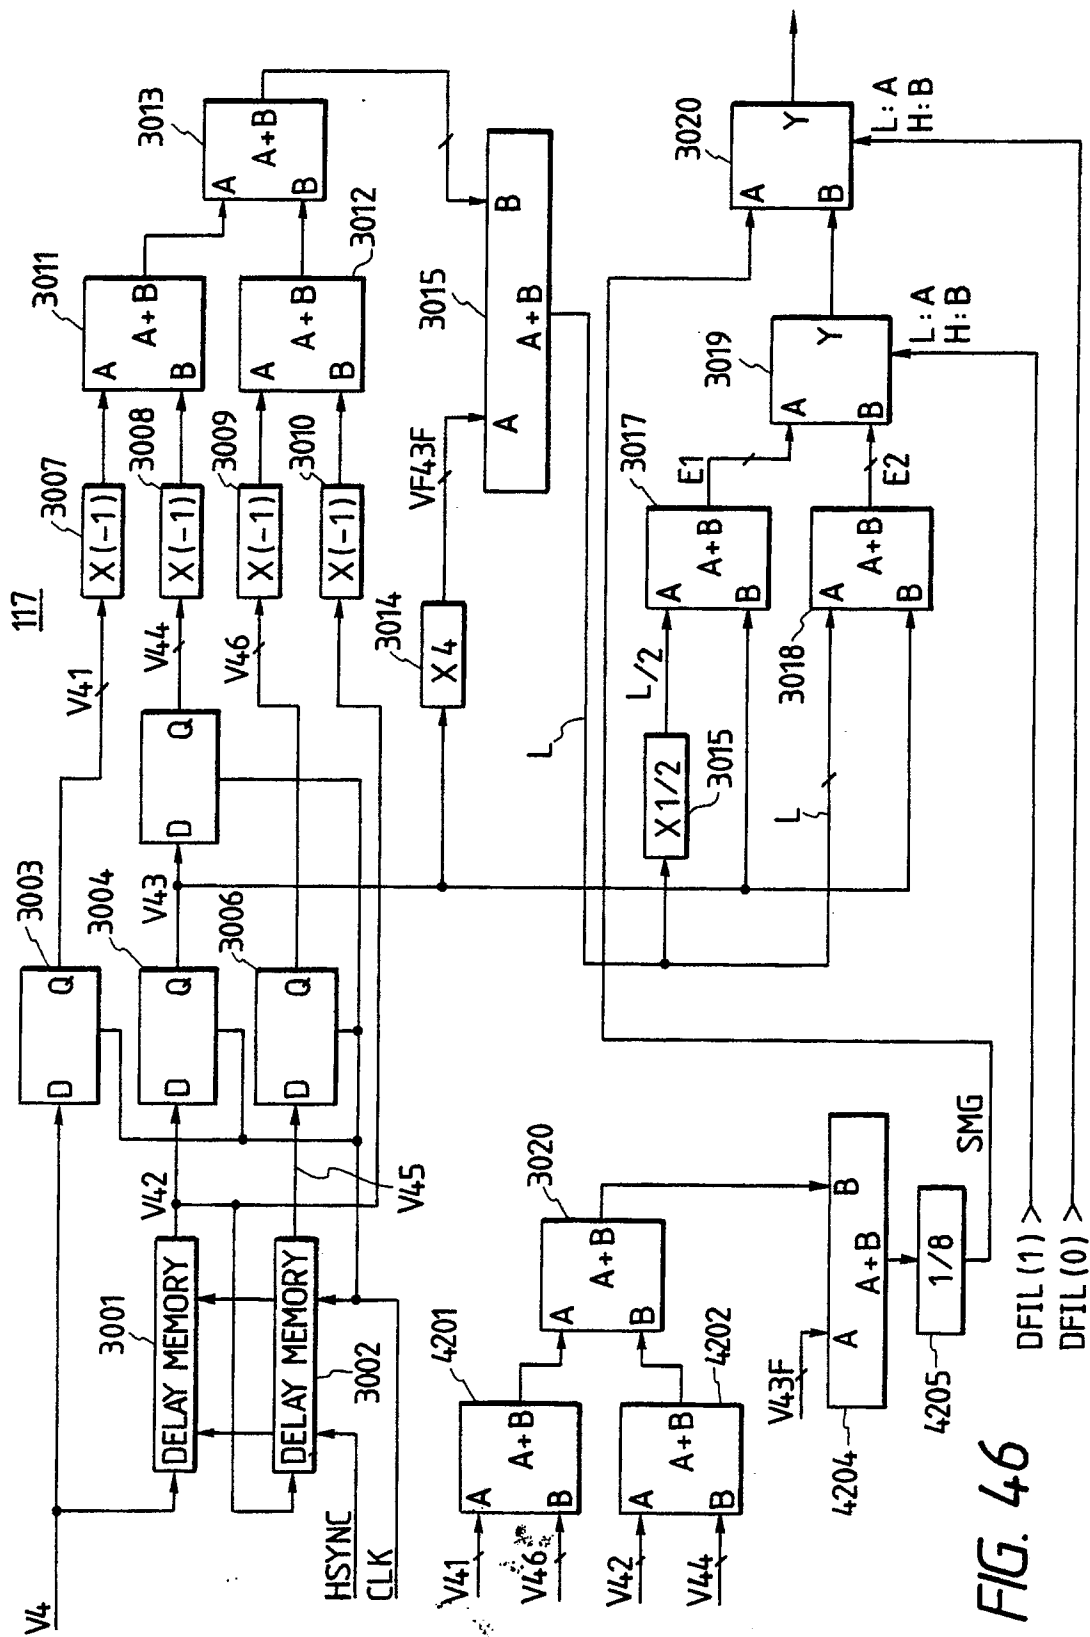 117
V4
3001
DELAY MEMORY
DELAY MEMORY
3002
HSYNC
CLK
V42
V45
3003
D
Q
3004
D
Q
3006
D
Q
V43
D
Q
V41
V44
V46
3007
X(-1)
3008
X(-1)
3009
X(-1)
3010
X(-1)
3011
A
A+B
B
3012
A
A+B
B
3013
A
A+B
B
3014
X4
VF43F
3015
A
B
A+B
L
X1/2
3015
L/2
L
3017
A
A+B
B
3018
A
A+B
B
E1
E2
3019
A
Y
B
L:A
H:B
3020
A
Y
B
L:A
H:B
V41
V46
4201
A
A+B
B
V42
V44
4202
A
A+B
B
3020
A
A+B
B
V43F
4204
A
B
A+B
1/8
4205
SMG
DFIL(1)
DFIL(0)
FIG. 46